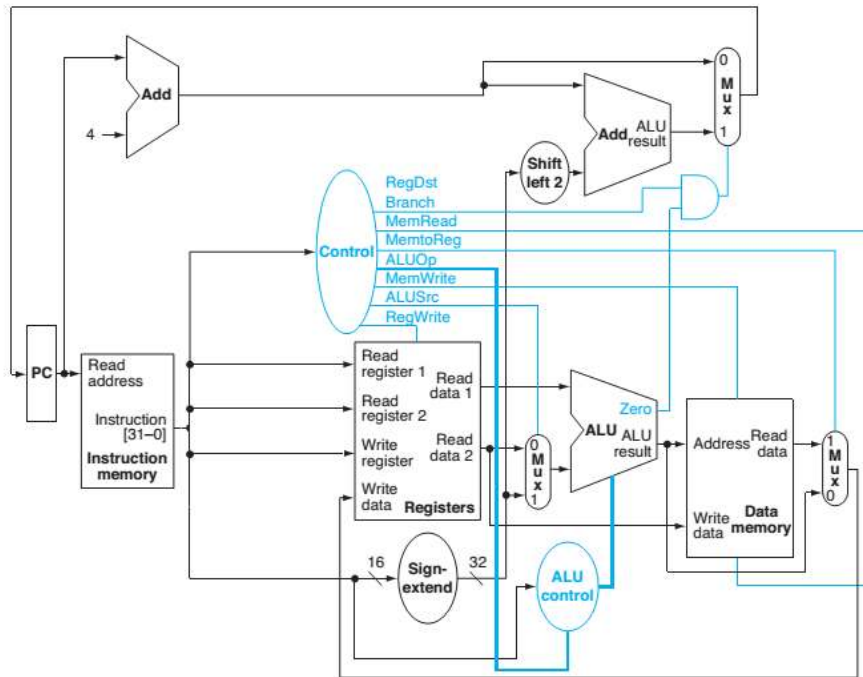 Add
4
0
Mux
1
Add
ALU
result
Shift
left 2
RegDst
Branch
MemRead
MemtoReg
ALUOp
MemWrite
ALUSrc
RegWrite
Control
PC
Read
address
Instruction
[31–0]
Instruction
memory
Read
register 1
Read
register 2
Write
register
Write
data
Read
data 1
Read
data 2
Registers
0
Mux
1
Zero
ALU
ALU
result
Address
Read
data
Write
data
Data
memory
1
Mux
0
16
Sign-
extend
32
ALU
control